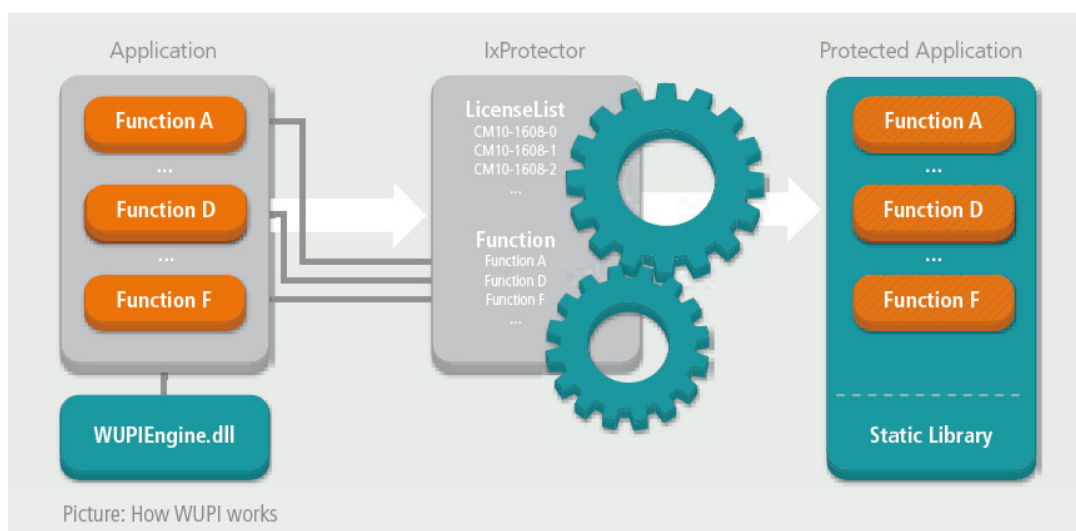 Application
Function A
...
Function D
...
Function F
WUPIEngine.dll
IxProtector
LicenseList
CM10-1608-0
CM10-1608-1
CM10-1608-2
...
Function
Function A
Function D
Function F
...
Protected Application
Function A
...
Function D
...
Function F
Static Library
Picture: How WUPI works